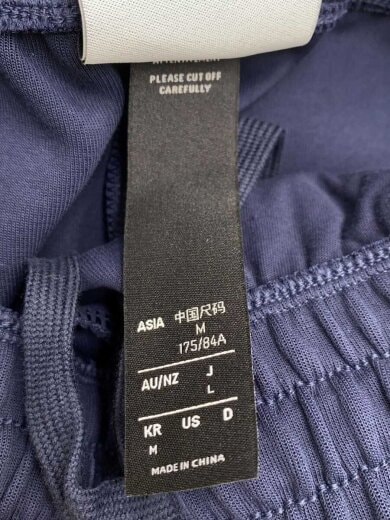 PLEASE CUT OFF
CAREFULLY
ASIA 中国尺码
M
175/84A
AU/NZ J
L
KR US D
M
MADE IN CHINA